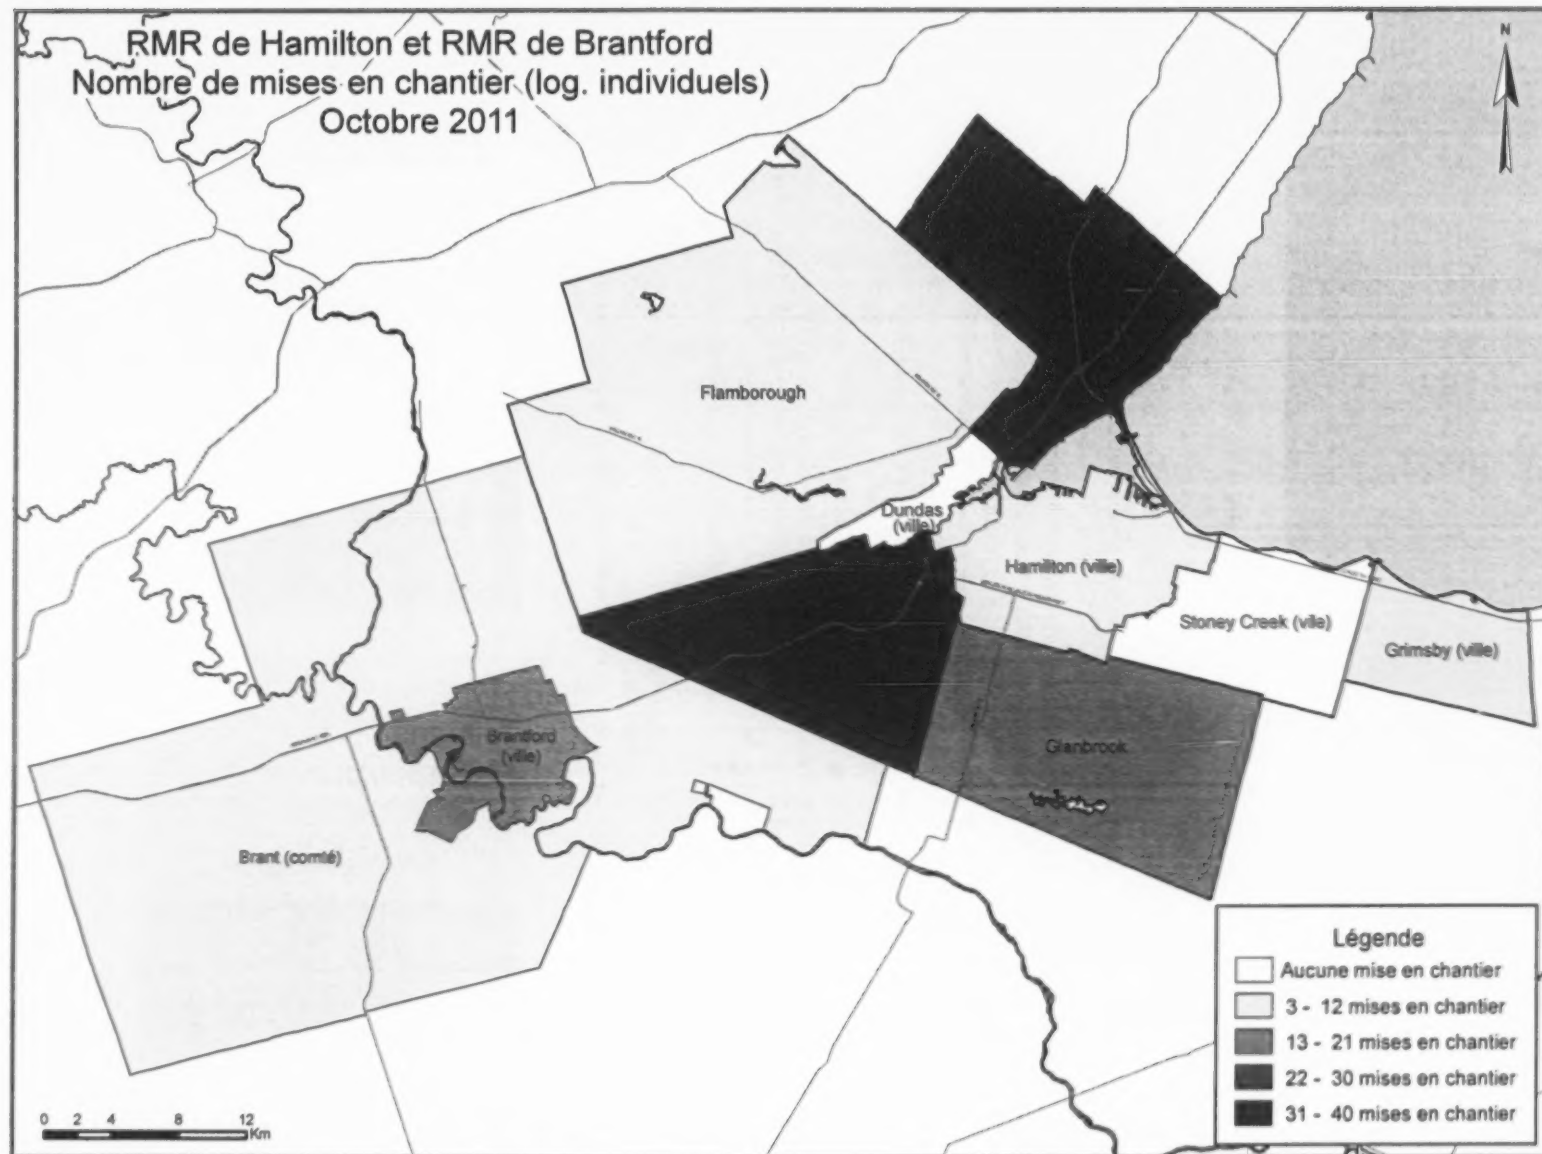 RMR de Hamilton et RMR de Brantford
Nombre de mises en chantier (log. individuels)
Octobre 2011
N
Flamborough
Dundas
(ville)
Hamilton (ville)
Stoney Creek (ville)
Grimsby (ville)
Brantford
(ville)
Glanbrook
Brant (comté)
Légende
Aucune mise en chantier
3 - 12 mises en chantier
13 - 21 mises en chantier
22 - 30 mises en chantier
31 - 40 mises en chantier
0 2 4 8 12
Km